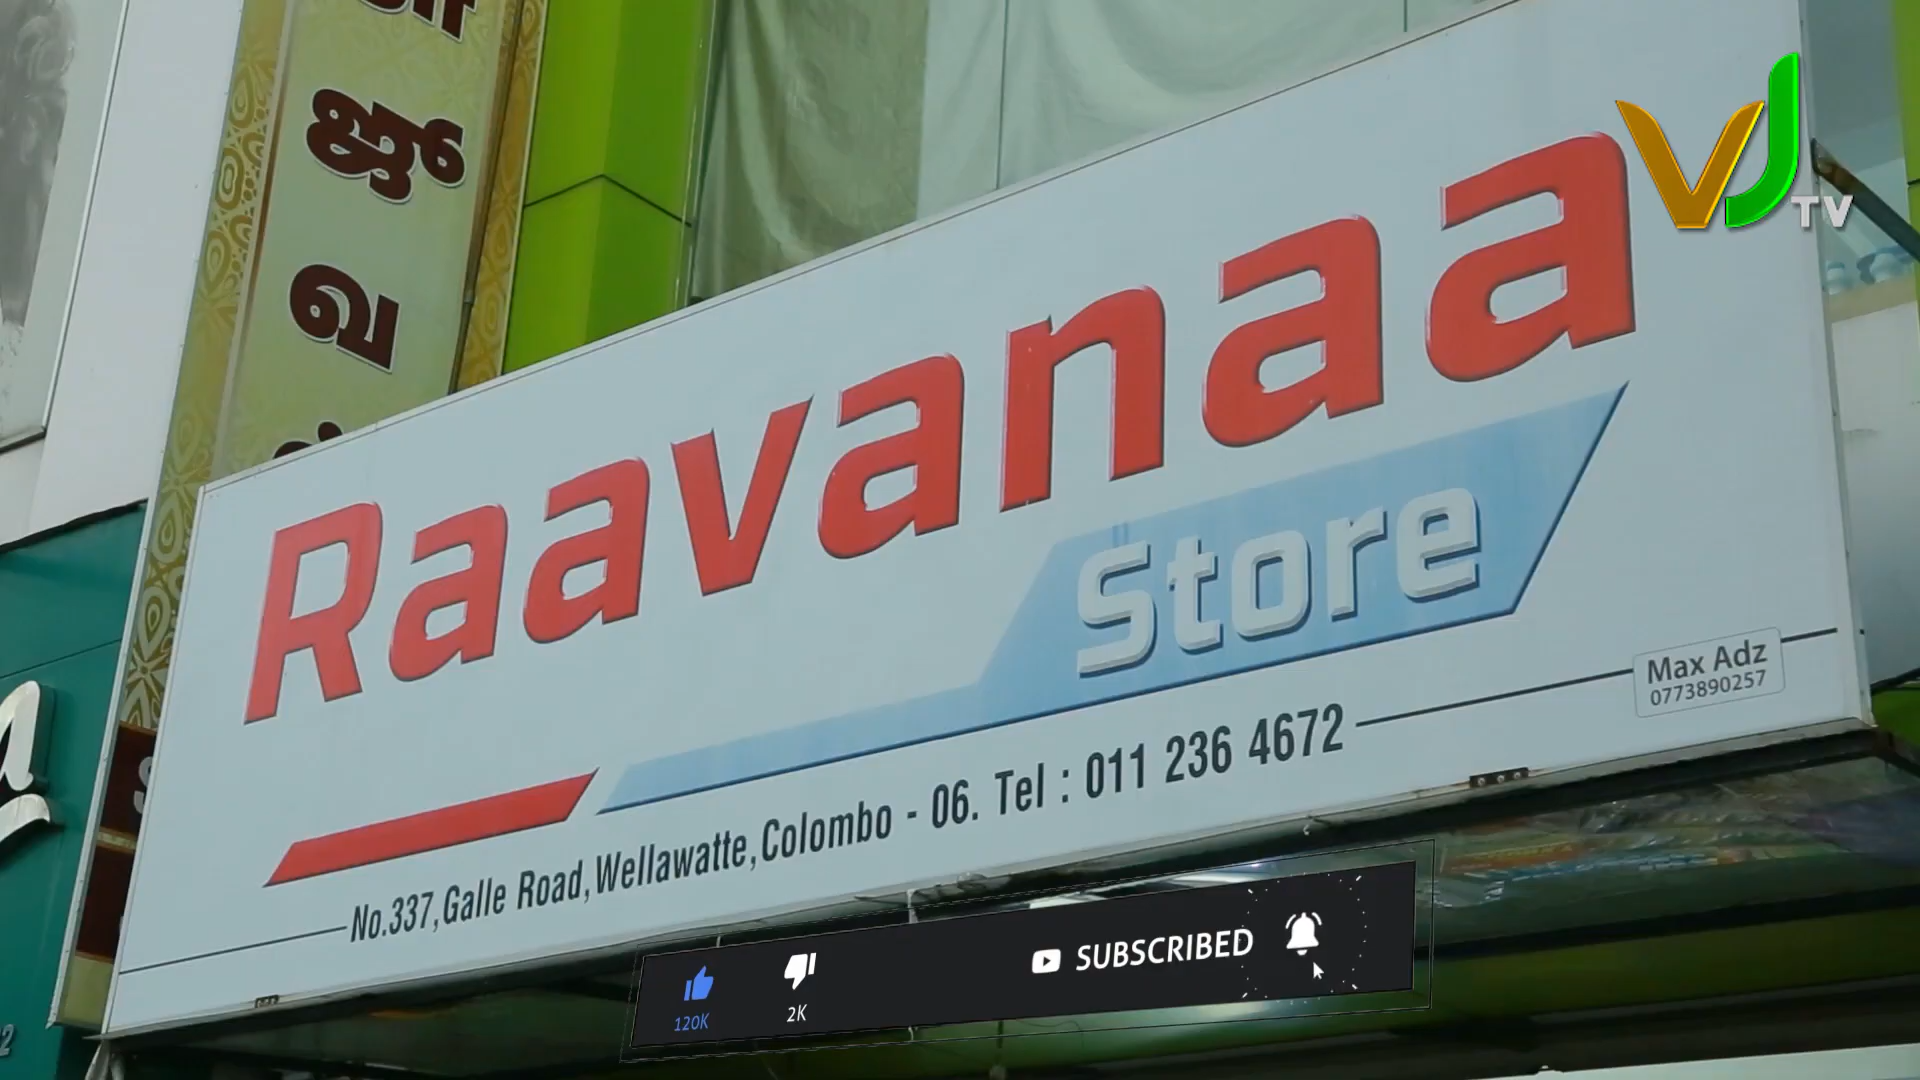 ஜ்
வ
VJ
TV
Raavanaa
Store
Max Adz
0773890257
No.337,Galle Road,Wellawatte,Colombo - 06. Tel : 011 236 4672
SUBSCRIBED
120K
2K